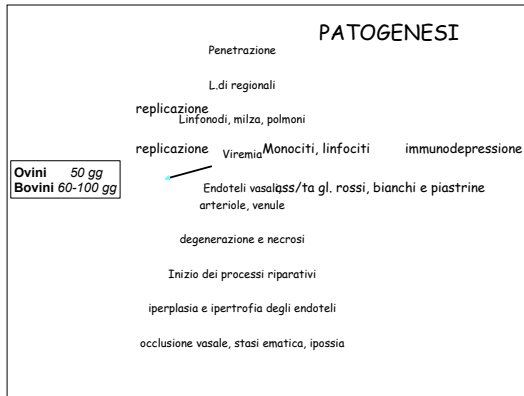 PATOGENESI
Penetrazione
L.di regionali
replicazione
Linfonodi, milza, polmoni
replicazione Viremia Monociti, linfociti immunodepressione
Ovini 50 gg
Bovini 60-100 gg
Endoteli vasali, ass/ta gl. rossi, bianchi e piastrine
arteriole, venule
degenerazione e necrosi
Inizio dei processi riparativi
iperplasia e ipertrofia degli endoteli
occlusione vasale, stasi ematica, ipossia